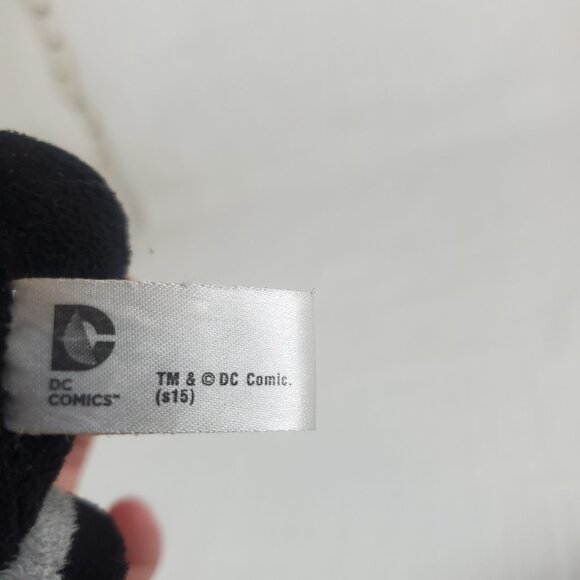 DC
COMICS™
TM & © DC Comic.
(s15)